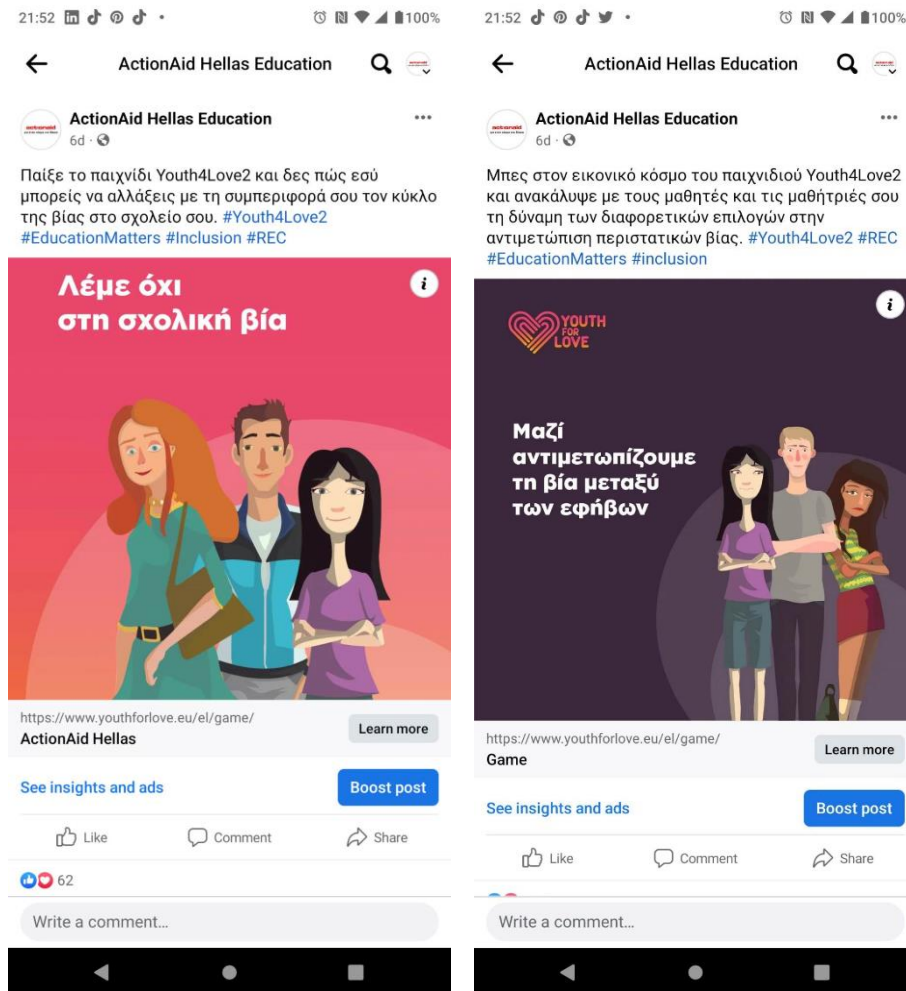 21:52
100%
ActionAid Hellas Education
ActionAid Hellas Education
6d
Παίξε το παιχνίδι Youth4Love2 και δες πώς εσύ
μπορείς να αλλάξεις με τη συμπεριφορά σου τον κύκλο
της βίας στο σχολείο σου. #Youth4Love2
#EducationMatters #Inclusion #REC
Λέμε όχι
στη σχολική βία
https://www.youthforlove.eu/el/game/
ActionAid Hellas
Learn more
See insights and ads
Boost post
Like
Comment
Share
62
Write a comment...
21:52
100%
ActionAid Hellas Education
ActionAid Hellas Education
6d
Μπες στον εικονικό κόσμο του παιχνιδιού Youth4Love2
και ανακάλυψε με τους μαθητές και τις μαθήτριές σου
τη δύναμη των διαφορετικών επιλογών στην
αντιμετώπιση περιστατικών βίας. #Youth4Love2 #REC
#EducationMatters #inclusion
YOUTH
FOR
LOVE
Μαζί
αντιμετωπίζουμε
τη βία μεταξύ
των εφήβων
https://www.youthforlove.eu/el/game/
Game
Learn more
See insights and ads
Boost post
Like
Comment
Share
Write a comment...